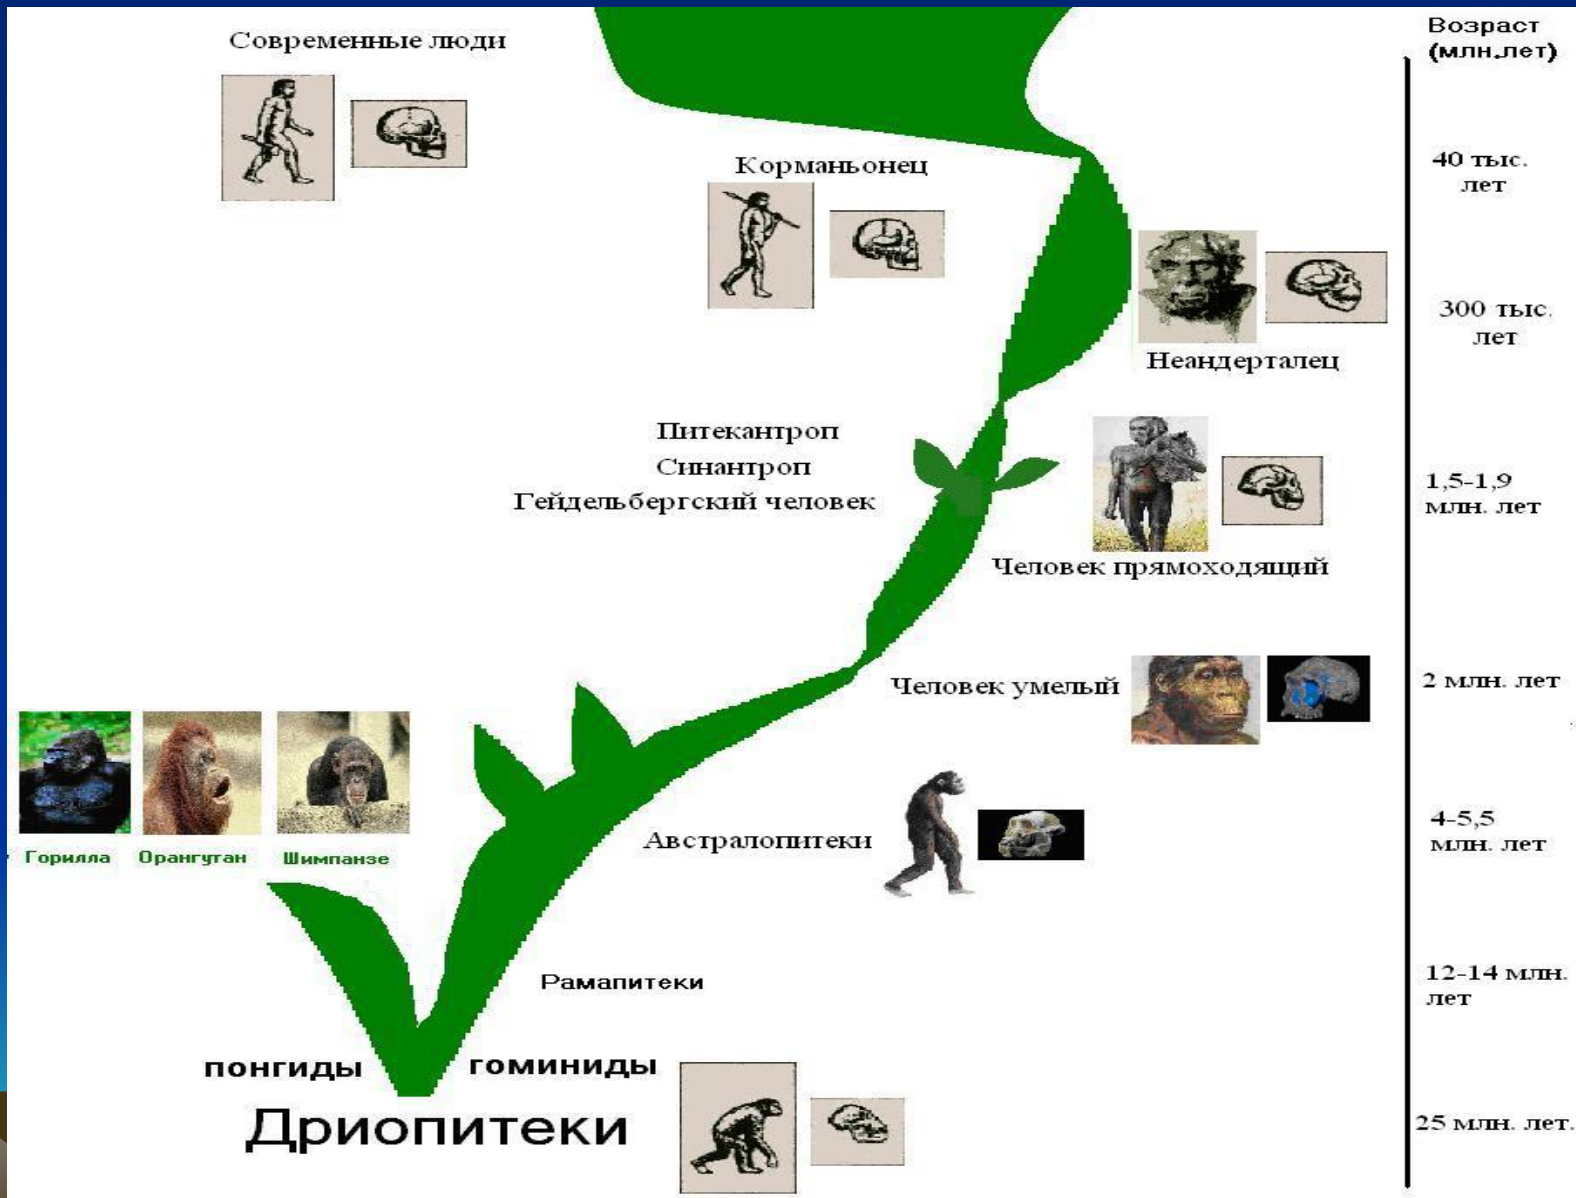 Современные люди
Возраст
(млн.лет)
Корманьонец
40 тыс.
лет
300 тыс.
лет
Неандерталец
Питекантроп
Синантроп
Гейдельбергский человек
1,5-1,9
млн. лет
Человек прямоходящий
Человек умелый
2 млн. лет
Горилла
Орангутан
Шимпанзе
Австралопитеки
4-5,5
млн. лет
Рамапитеки
12-14 млн.
лет
понгиды
гоминиды
Дриопитеки
25 млн. лет.